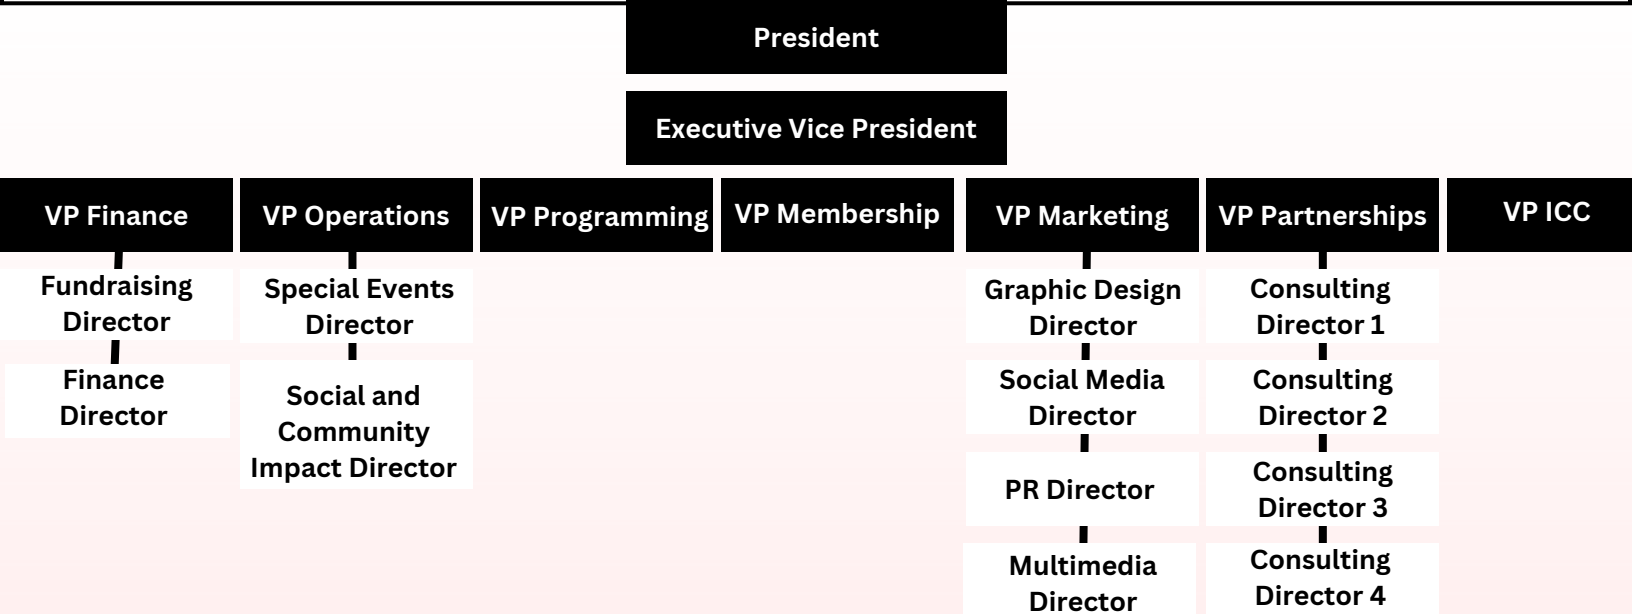 President
Executive Vice President
VP Finance
VP Operations
VP Programming
VP Membership
VP Marketing
VP Partnerships
VP ICC
Fundraising
Director
Finance
Director
Special Events
Director
Social and
Community
Impact Director
Graphic Design
Director
Social Media
Director
PR Director
Multimedia
Director
Consulting
Director 1
Consulting
Director 2
Consulting
Director 3
Consulting
Director 4